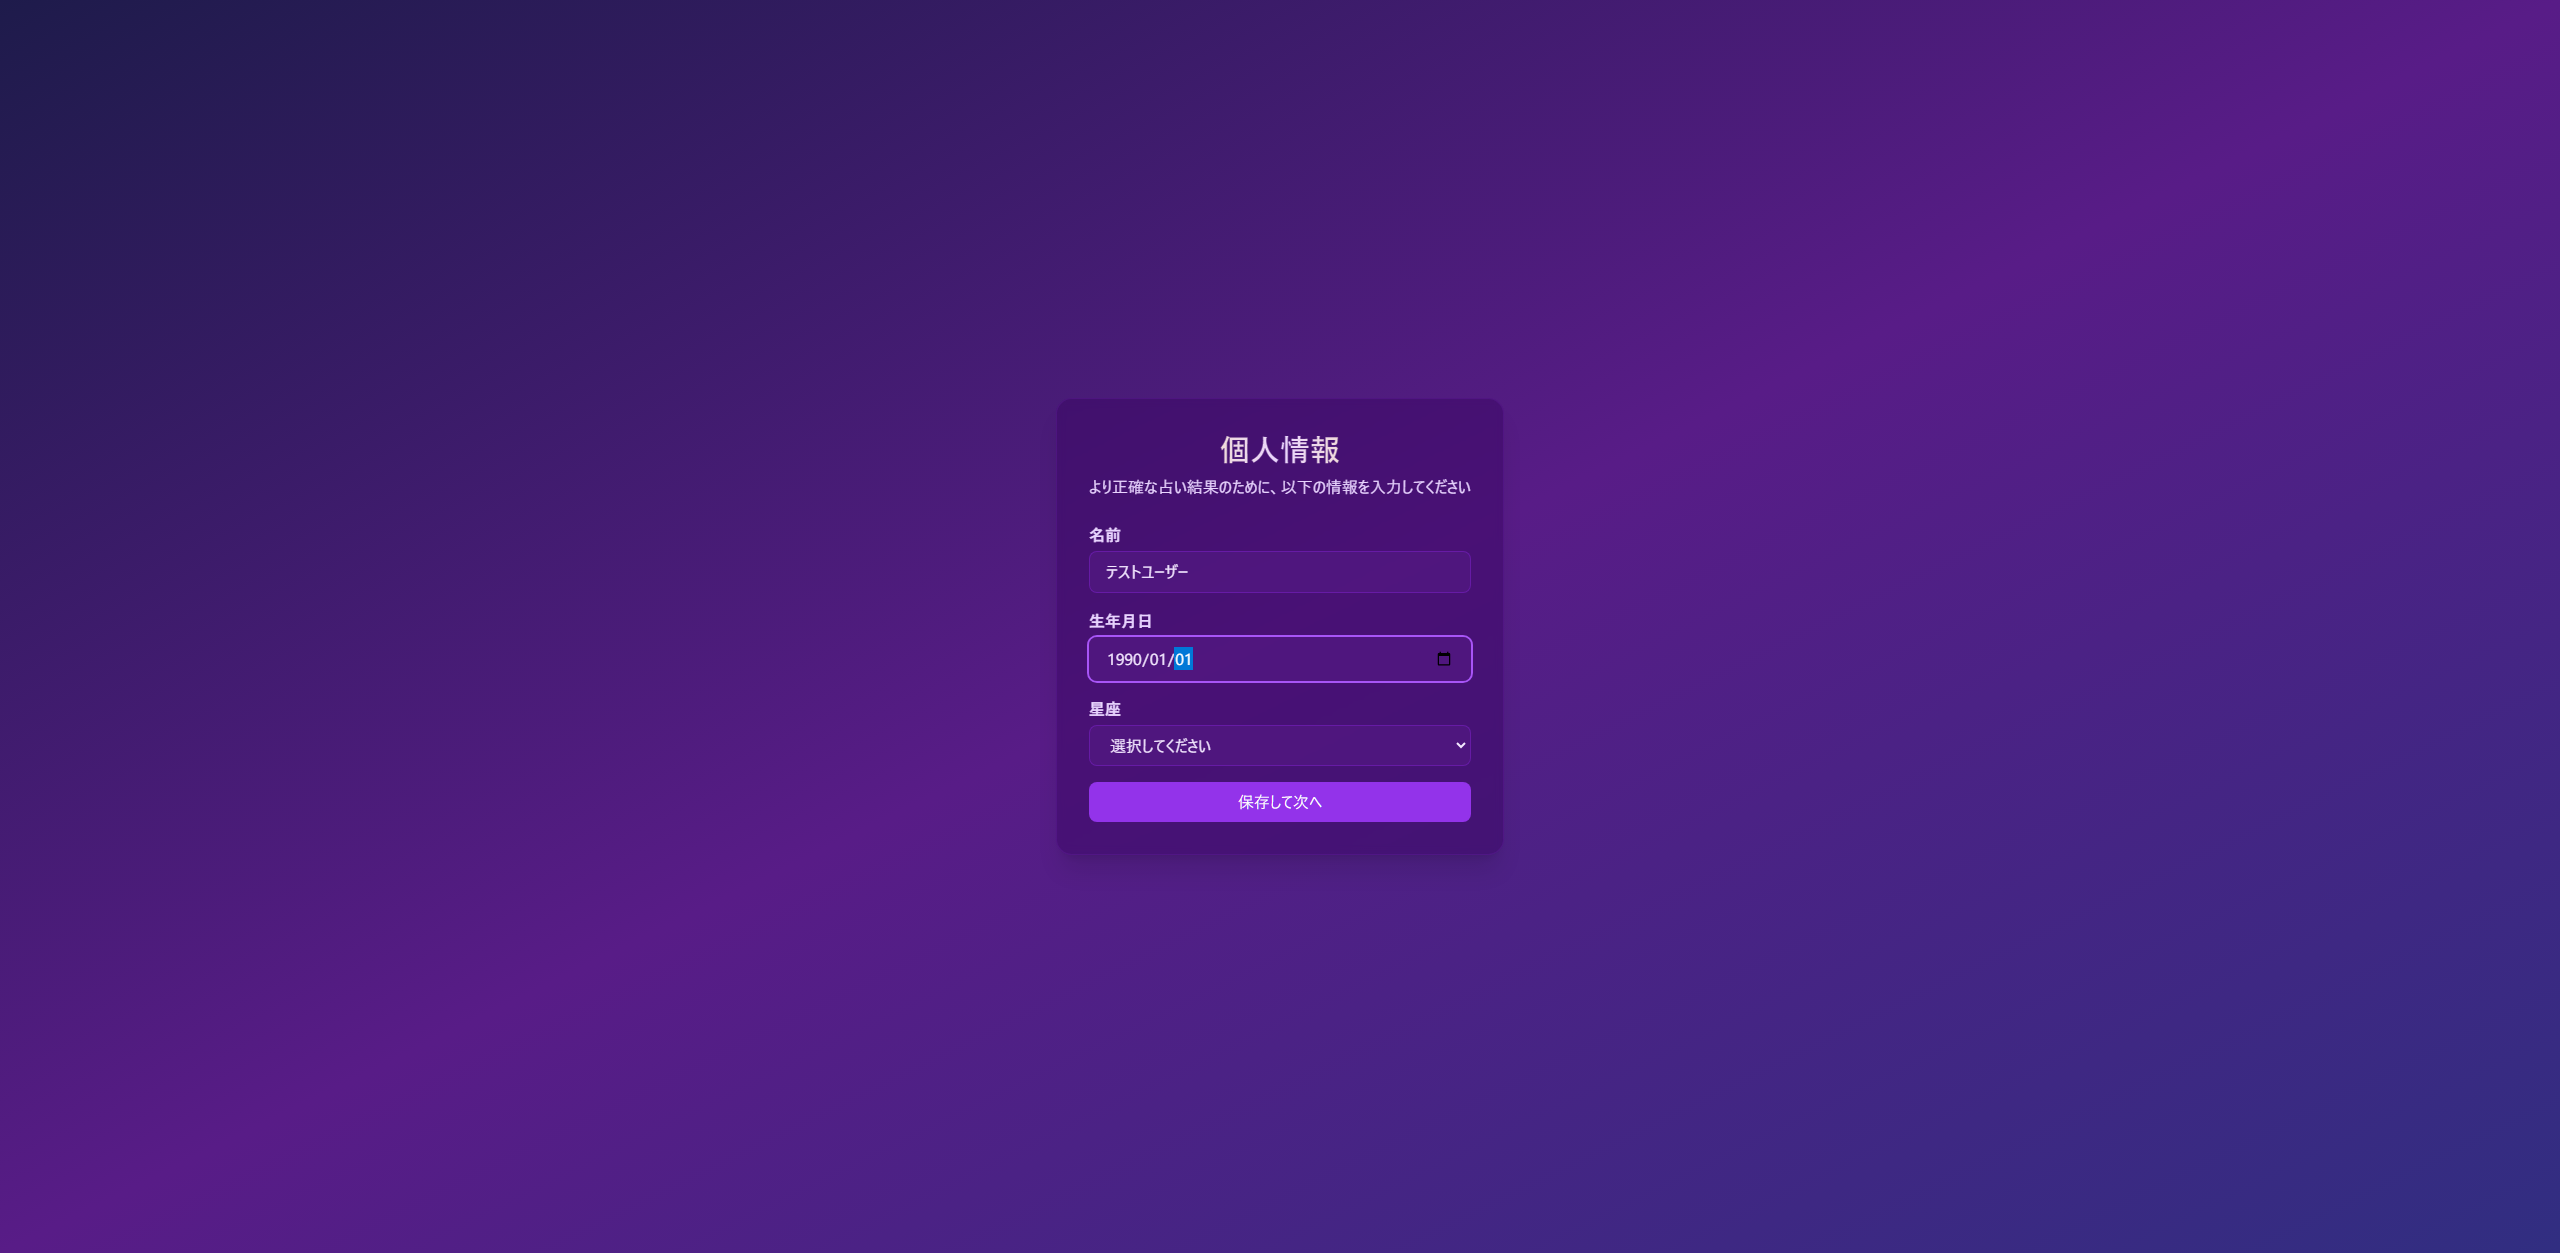 個人情報
より正確な占い結果のために、以下の情報を入力してください
名前
テストユーザー
生年月日
1990/01/01
星座
選択してください
保存して次へ